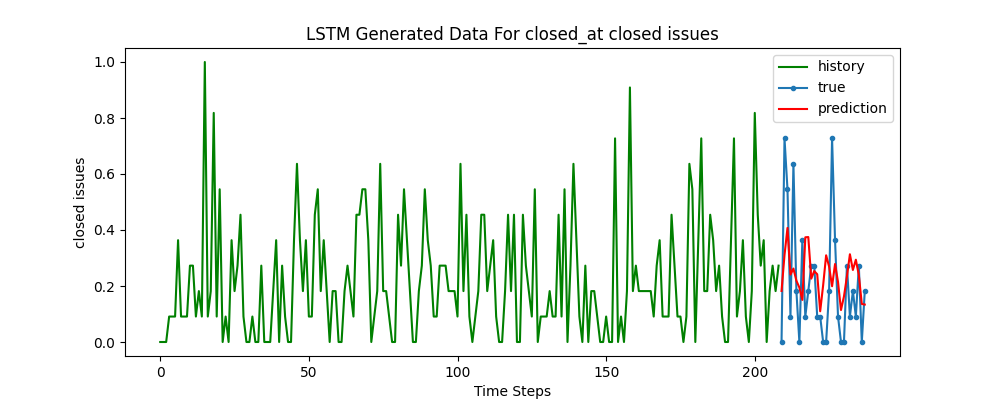 LSTM Generated Data For closed_at closed issues
closed issues
1.0
0.8
0.6
0.4
0.2
0.0
history
true
prediction
0
50
100
150
200
Time Steps